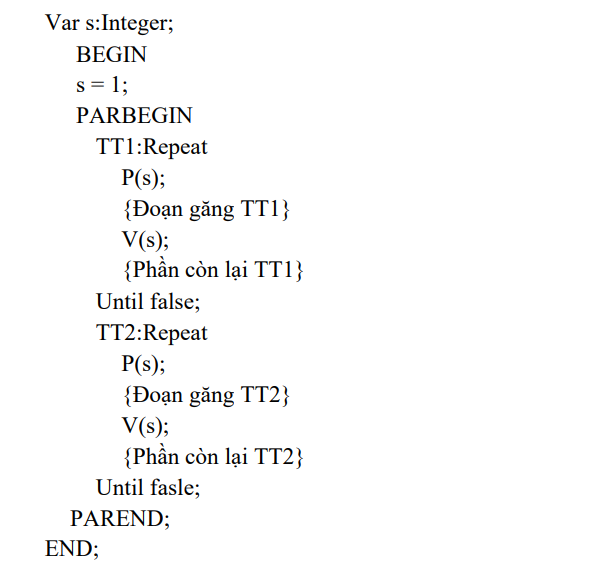 Var s:Integer;
BEGIN
s = 1;
PARBEGIN
TT1:Repeat
P(s);
{Đoạn găng TT1}
V(s);
{Phần còn lại TT1}
Until false;
TT2:Repeat
P(s);
{Đoạn găng TT2}
V(s);
{Phần còn lại TT2}
Until fasle;
PAREND;
END;